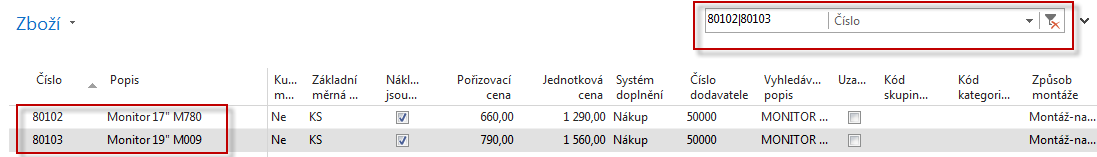 Zboží
80102|80103 Číslo
Číslo Popis Ku... m... Základní měrná ... Nákl... jsou... Pořizovací cena Jednotková cena Systém doplnění Číslo dodavatele Vyhledáv... popis Uza... Kód skupin... Kód kategori... Způsob montáže
80102 Monitor 17" M780 Ne KS 660,00 1 290,00 Nákup 50000 MONITOR ... Montáž-na...
80103 Monitor 19" M009 Ne KS 790,00 1 560,00 Nákup 50000 MONITOR ... Montáž-na...